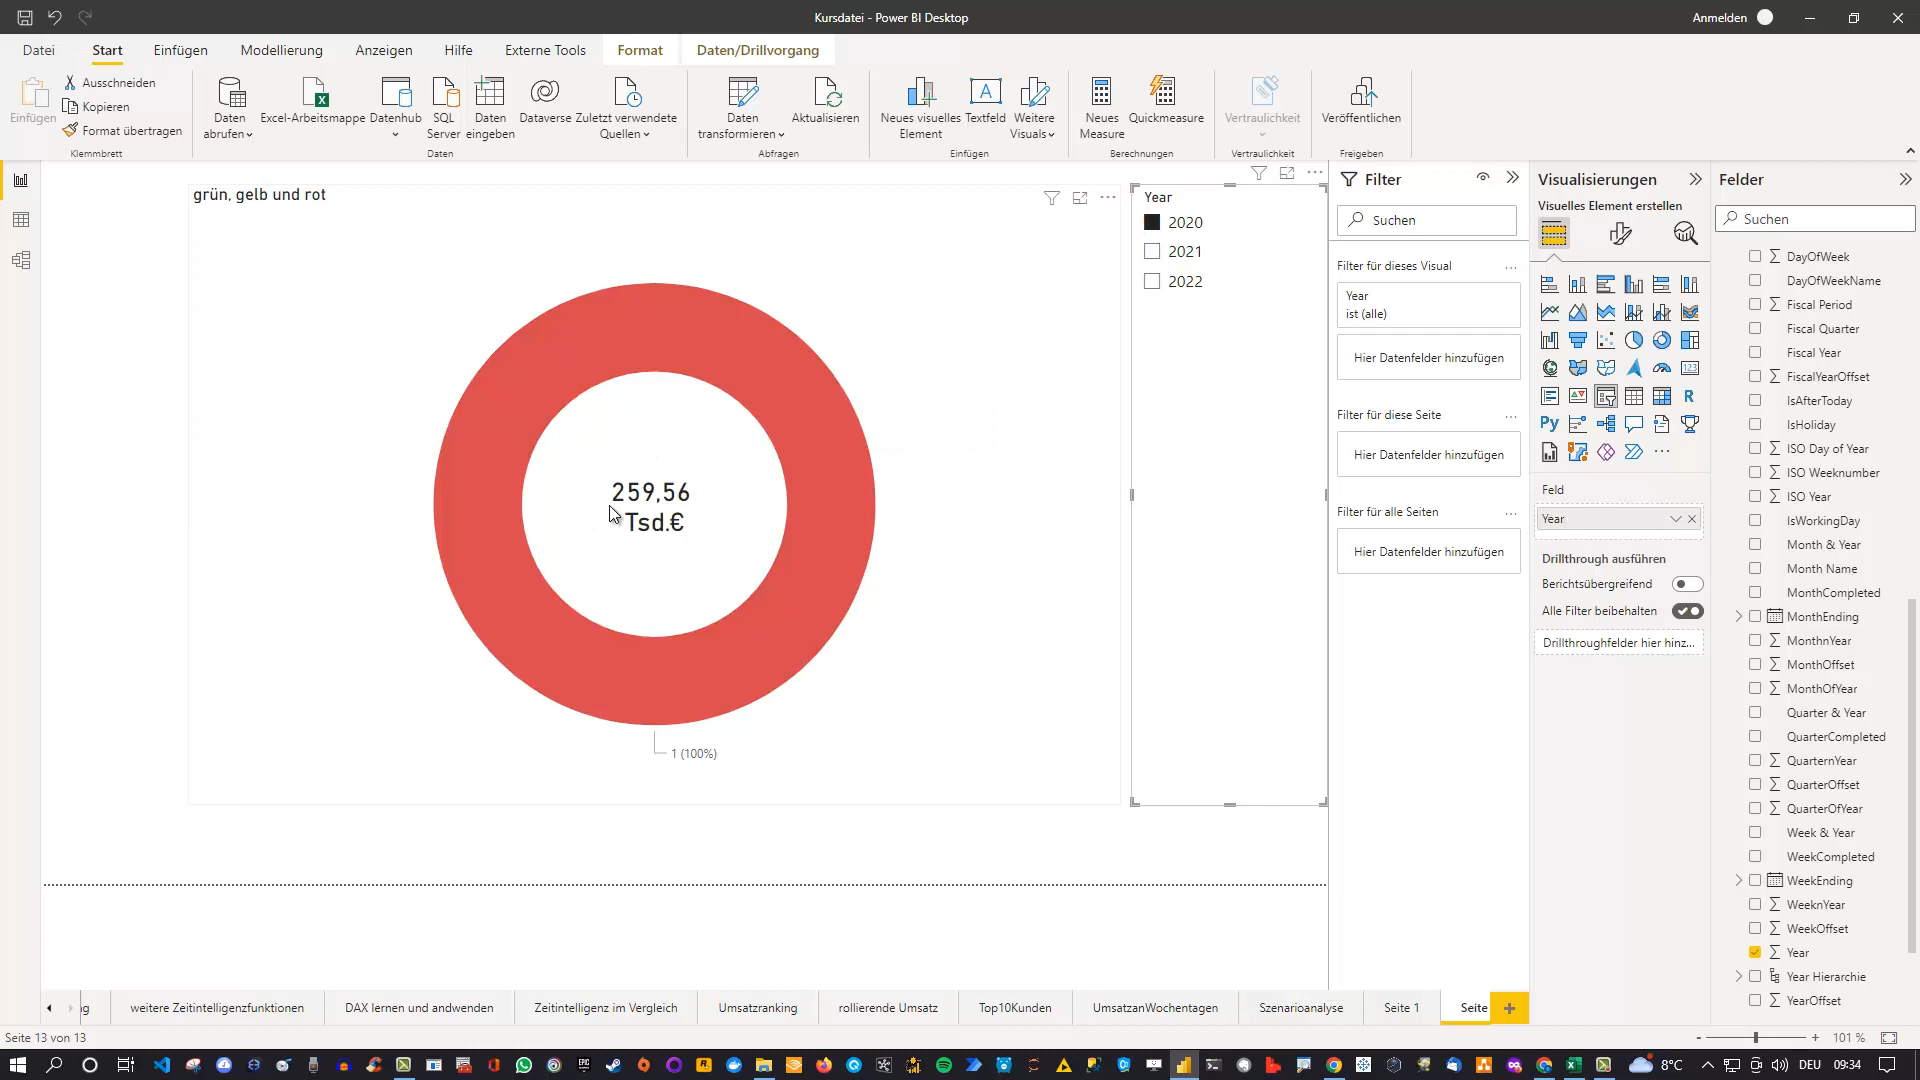 Kursdatei - Power BI Desktop
Anmelden
Datei
Start
Einfügen
Modellierung
Anzeigen
Hilfe
Externe Tools
Format
Daten/Drillvorgang
Einfügen
Ausschneiden
Kopieren
Format übertragen
Klemmbrett
Daten abrufen
Excel-Arbeitsmappe
Datenhub
SQL Server
Daten eingeben
Dataverse
Zuletzt verwendete Quellen
Daten
Daten transformieren
Aktualisieren
Abfragen
Neues visuelles Element
Textfeld
Weitere Visuals
Einfügen
Neues Measure
Quickmeasure
Berechnungen
Vertraulichkeit
Vertraulichkeit
Veröffentlichen
Freigeben
grün, gelb und rot
259,56
Tsd.€
1 (100%)
Year
2020
2021
2022
Filter
Suchen
Filter für dieses Visual
Year
ist (alle)
Hier Datenfelder hinzufügen
Filter für diese Seite
Hier Datenfelder hinzufügen
Filter für alle Seiten
Hier Datenfelder hinzufügen
Visualisierungen
Visuelles Element erstellen
R
Py
123
Feld
Year
Drillthrough ausführen
Berichtsübergreifend
Alle Filter beibehalten
Drillthroughfelder hier hinz...
Felder
Suchen
DayOfWeek
DayOfWeekName
Fiscal Period
Fiscal Quarter
Fiscal Year
FiscalYearOffset
IsAfterToday
IsHoliday
ISO Day of Year
ISO Weeknumber
ISO Year
IsWorkingDay
Month & Year
Month Name
MonthCompleted
MonthEnding
MonthnYear
MonthOffset
MonthOfYear
Quarter & Year
QuarterCompleted
QuarternYear
QuarterOffset
QuarterOfYear
Week & Year
WeekCompleted
WeekEnding
WeeknYear
WeekOffset
Year
Year Hierarchie
YearOffset
weitere Zeitintelligenzfunktionen
DAX lernen und andwenden
Zeitintelligenz im Vergleich
Umsatzranking
rollierende Umsatz
Top10Kunden
UmsatzanWochentagen
Szenarioanalyse
Seite 1
Seite
Seite 13 von 13
101 %
8°C
DEU
09:34